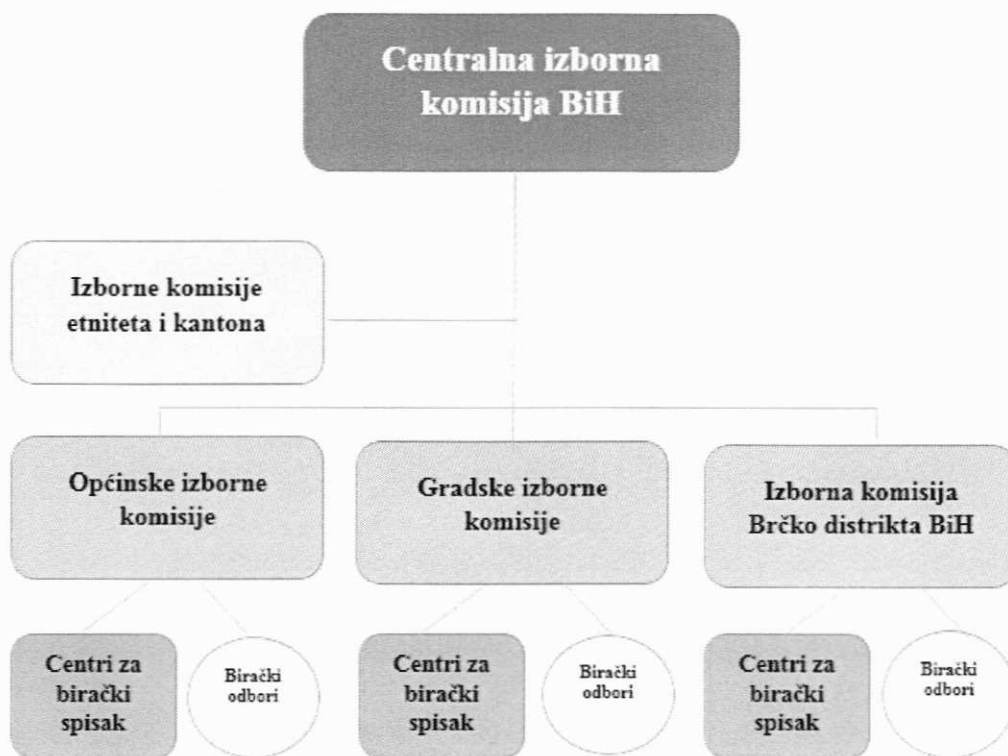 Centralna izborna
komisija BiH
Izborne komisije
etniteta i kantona
Općinske izborne
komisije
Gradske izborne
komisije
Izborna komisija
Brčko distrikta BiH
Centri za
birački
spisak
Birački
odbori
Centri za
birački
spisak
Birački
odbori
Centri za
birački
spisak
Birački
odbori